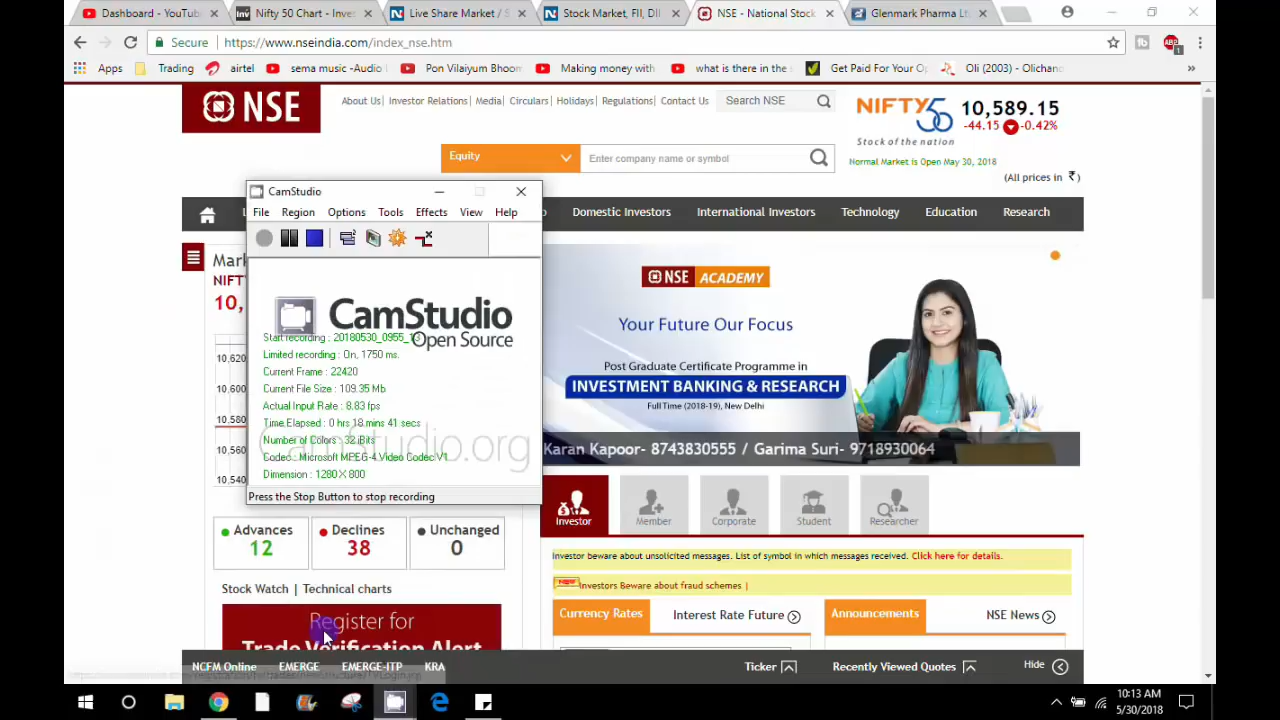 Dashboard - YouTub
Nifty 50 Chart - Inves
Live Share Market / S
Stock Market, FII, DII
NSE - National Stock
Glenmark Pharma Lt
Secure
https://www.nseindia.com/index_nse.htm
Apps
Trading
airtel
sema music -Audio
Pon Vilaiyum Bhoom
Making money with
what is there in the s
Get Paid For Your Op
Oli (2003) - Olichand
»
NSE
About Us| Investor Relations| Media| Circulars| Holidays| Regulations| Contact Us
Search NSE
NIFTY 50
Stock of the nation
10,589.15
-44.15 -0.42%
Normal Market is Open May 30, 2018
(All prices in ₹)
Equity
Enter company name or symbol
Domestic Investors
International Investors
Technology
Education
Research
CamStudio
File Region Options Tools Effects View Help
CamStudio
Open Source
Start recording : 20180530_0955_13
Limited recording : On, 1750 ms.
Current Frame : 22420
Current File Size : 109.35 Mb.
Actual Input Rate : 8.83 fps
Time Elapsed : 0 hrs 18 mins 41 secs
Number of Colors : 32 Bits
CamStudio.org
Codec : Microsoft MPEG-4 Video Codec V1
Dimension : 1280 X 800
Press the Stop Button to stop recording
Mar
NIFT
10,
10,620
10,600
10,580
10,560
10,540
NSE ACADEMY
Your Future Our Focus
Post Graduate Certificate Programme in
INVESTMENT BANKING & RESEARCH
Full Time (2018-19), New Delhi
Karan Kapoor- 8743830555 / Garima Suri- 9718930064
Investor
Member
Corporate
Student
Researcher
Advances
12
Declines
38
Unchanged
0
Investor beware about unsolicited messages. List of symbol in which messages received. Click here for details.
Investors Beware about fraud schemes |
Stock Watch | Technical charts
Register for
Trade Verification Alert
Currency Rates
Interest Rate Future
Announcements
NSE News
NCFM Online
EMERGE
EMERGE-ITP
KRA
Ticker
Recently Viewed Quotes
Hide
10:13 AM
5/30/2018